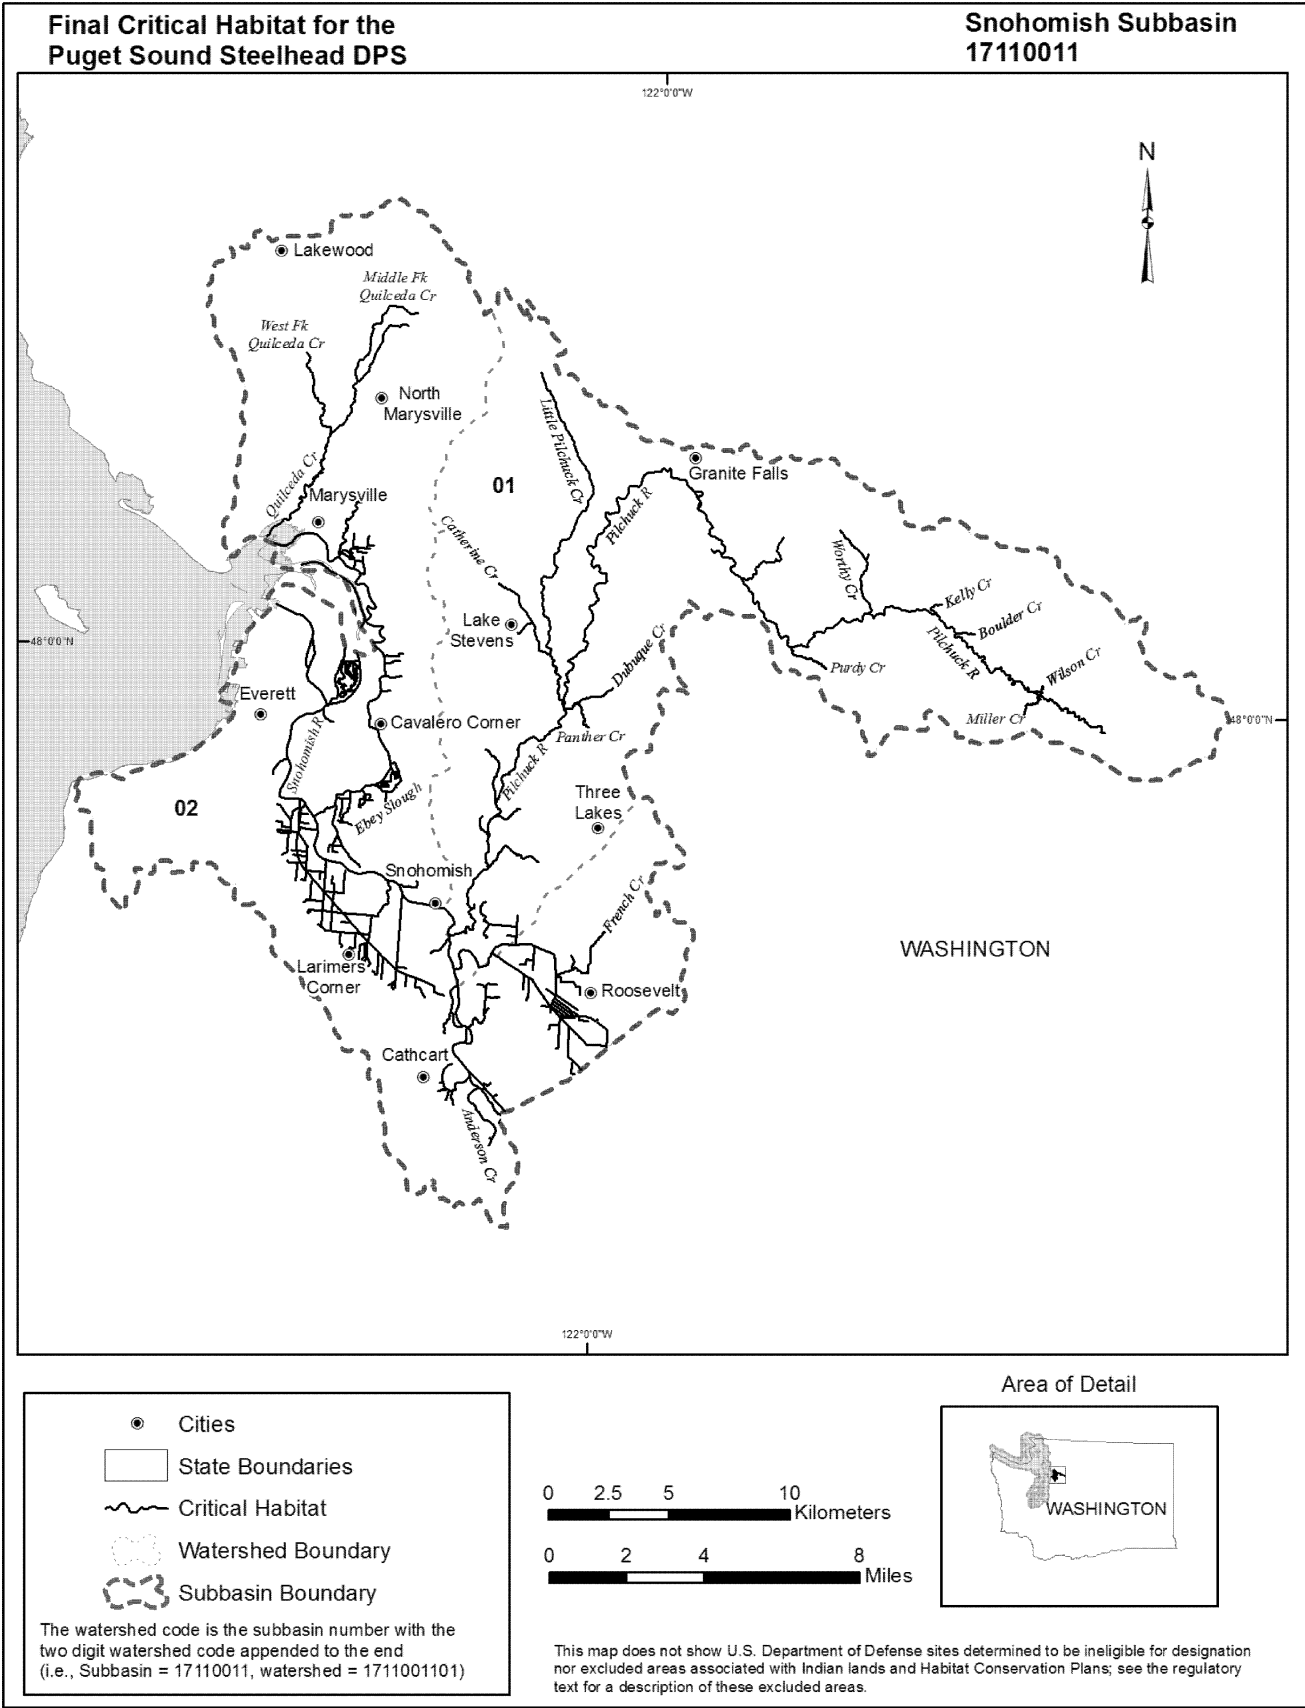 Final Critical Habitat for the
Puget Sound Steelhead DPS
Snohomish Subbasin
17110011
122°0'0"W
N
Lakewood
Middle Fk
Quilceda Cr
West Fk
Quilceda Cr
North
Marysville
Little Pilchuck Cr
Granite Falls
Quilceda Cr
Marysville
01
Pilchuck R
Catherine Cr
Worthy Cr
Kelly Cr
Boulder Cr
Lake
Stevens
48°0'0"N
Dubuque Cr
Pilchuck R
Purdy Cr
Wilson Cr
Everett
Miller Cr
48°0'0"N
Cavalero Corner
Panther Cr
Snohomish R
Pilchuck R
02
Ebey Slough
Three
Lakes
Snohomish
French Cr
WASHINGTON
Larimers
Corner
Roosevelt
Cathcart
Anderson Cr
122°0'0"W
Cities
State Boundaries
Critical Habitat
Watershed Boundary
Subbasin Boundary
The watershed code is the subbasin number with the
two digit watershed code appended to the end
(i.e., Subbasin = 17110011, watershed = 1711001101)
0 2.5 5 10
Kilometers
0 2 4 8
Miles
Area of Detail
WASHINGTON
This map does not show U.S. Department of Defense sites determined to be ineligible for designation
nor excluded areas associated with Indian lands and Habitat Conservation Plans; see the regulatory
text for a description of these excluded areas.